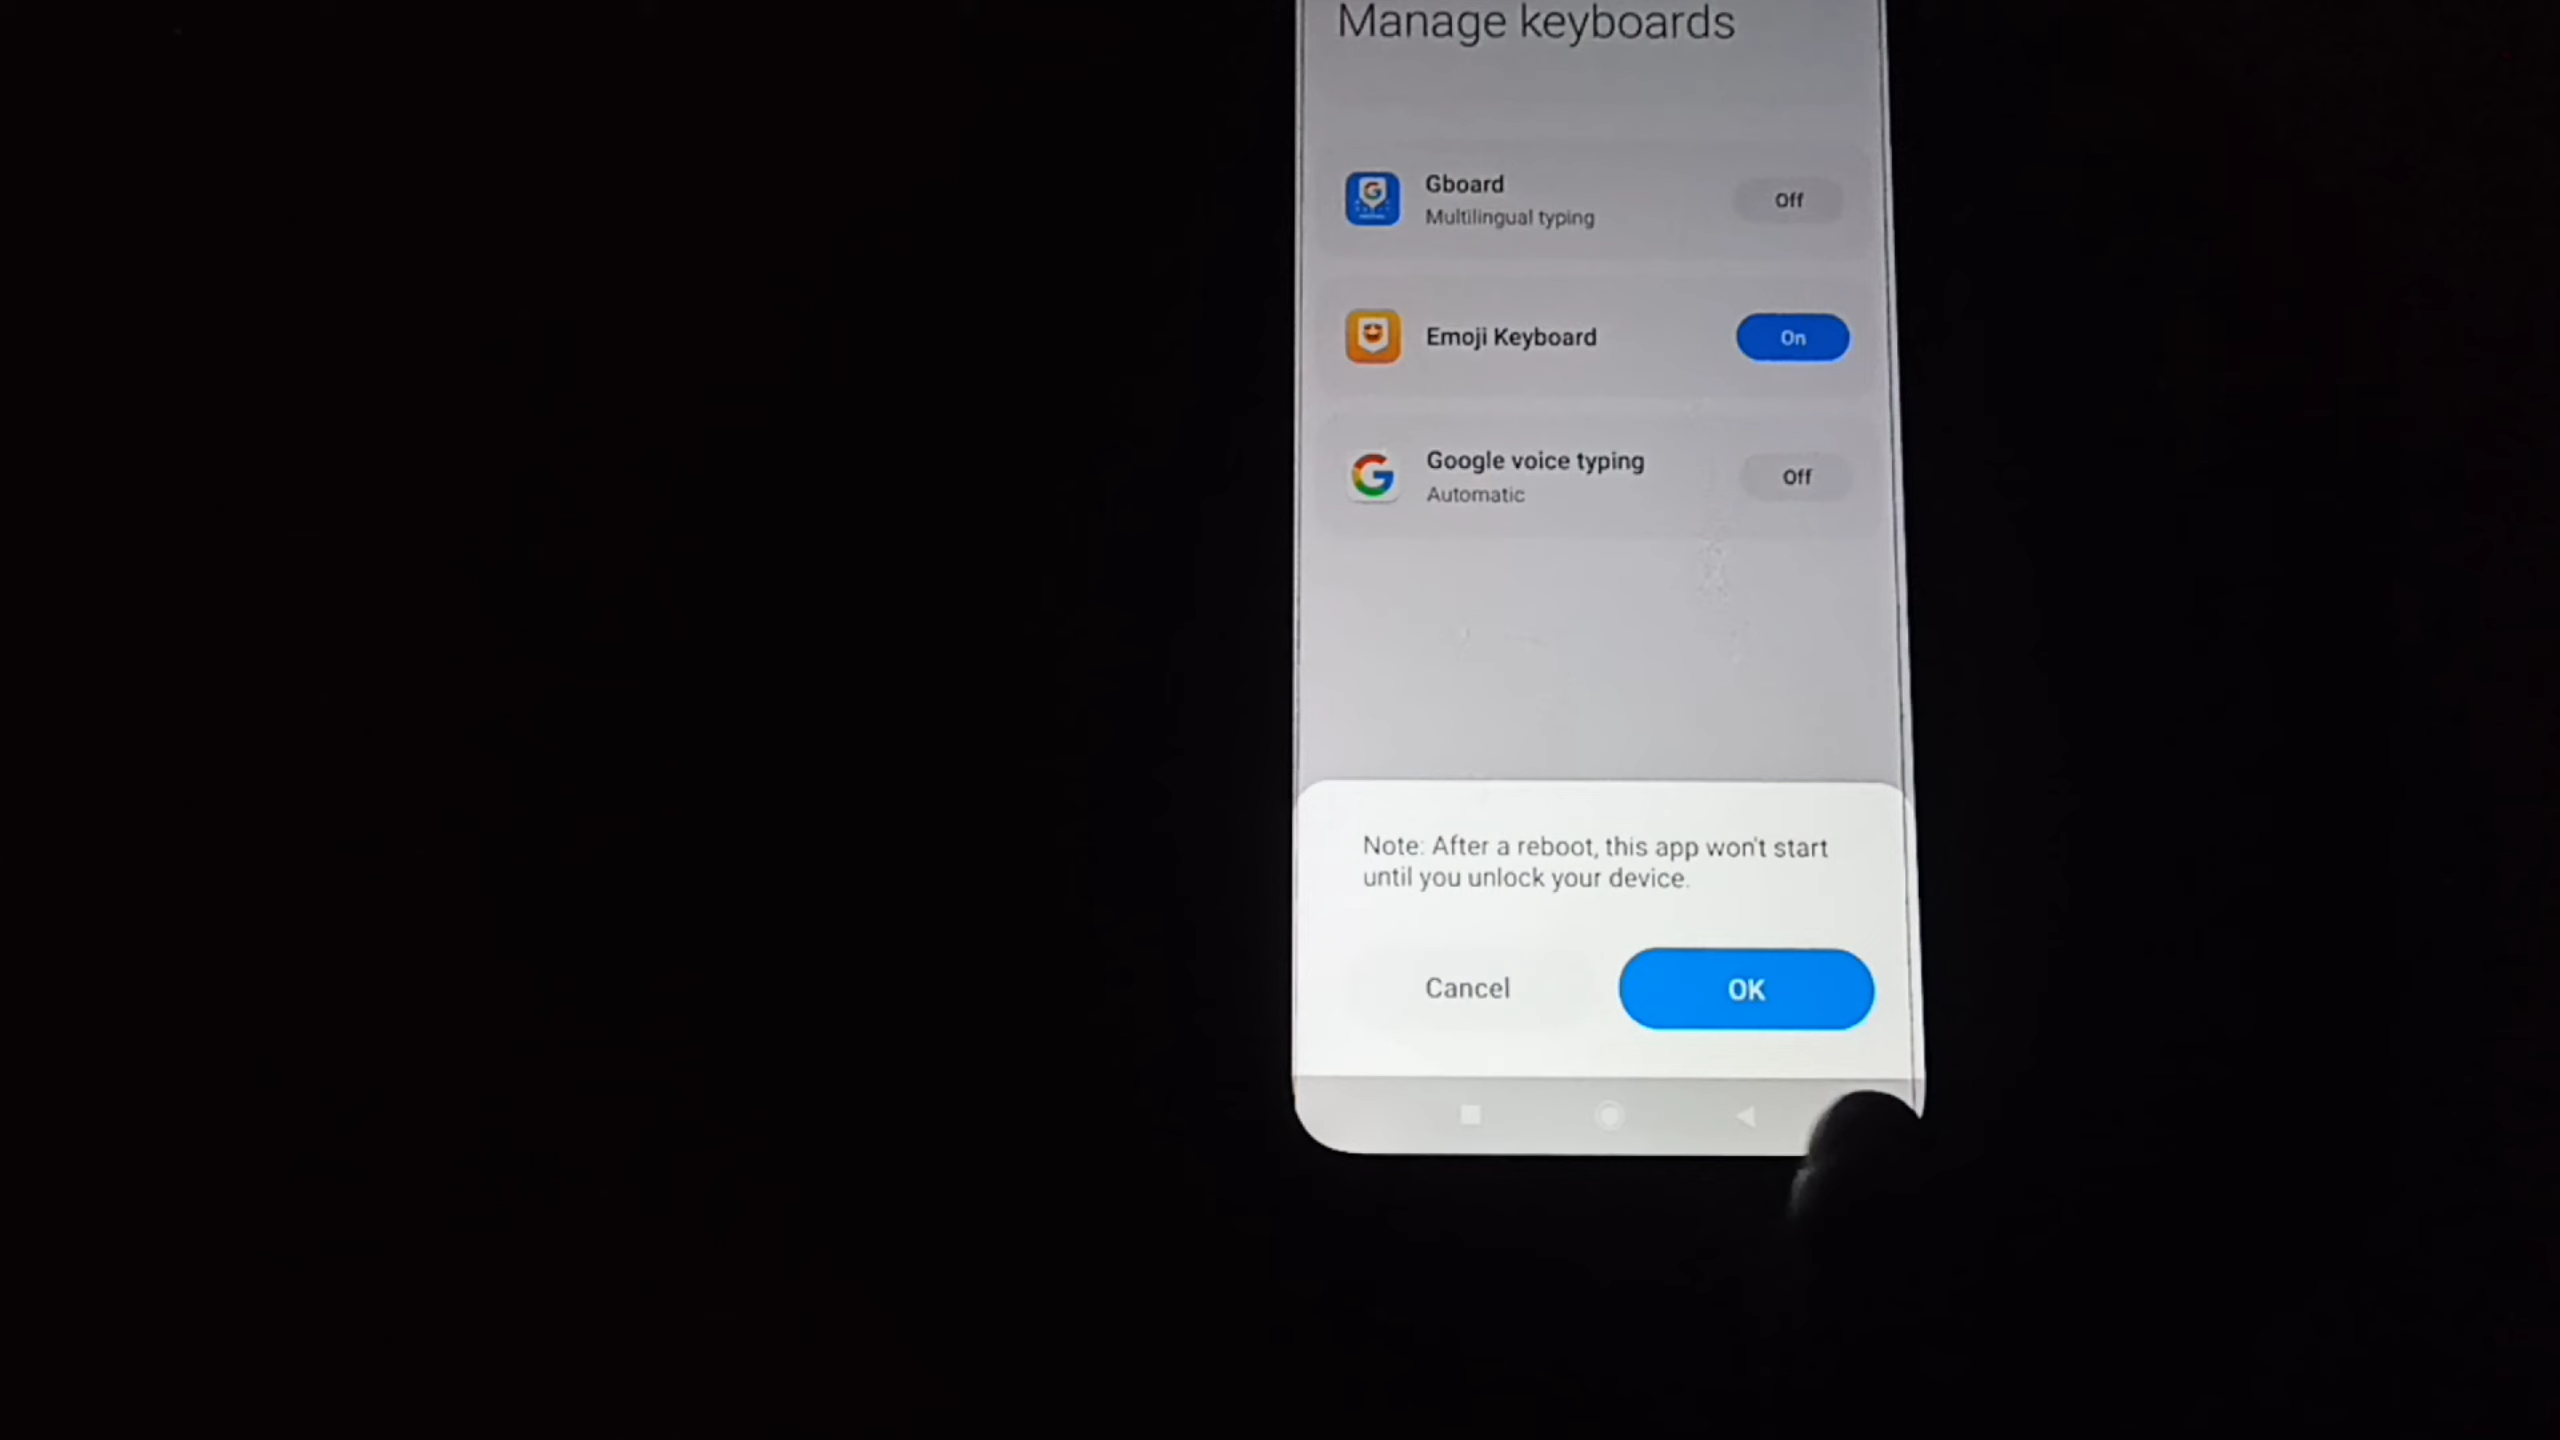 Manage keyboards
Gboard
Multilingual typing
Off
Emoji Keyboard
On
Google voice typing
Automatic
Off
Note: After a reboot, this app won't start
until you unlock your device.
Cancel
OK